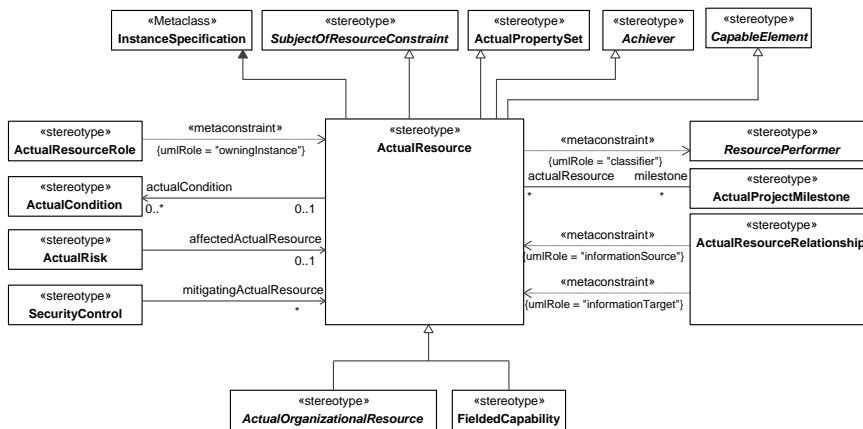 «Metaclass»
InstanceSpecification
«stereotype»
SubjectOfResourceConstraint
«stereotype»
ActualPropertySet
«stereotype»
Achiever
«stereotype»
CapableElement
«stereotype»
ActualResourceRole
«metaconstraint»
{umlRole = "owningInstance"}
«stereotype»
ActualResource
«metaconstraint»
{umlRole = "classifier"}
«stereotype»
ResourcePerformer
«stereotype»
ActualCondition
actualCondition
0..*
0..1
actualResource
milestone
*
*
«stereotype»
ActualProjectMilestone
«stereotype»
ActualRisk
affectedActualResource
0..1
«metaconstraint»
{umlRole = "informationSource"}
«stereotype»
ActualResourceRelationship
«stereotype»
SecurityControl
mitigatingActualResource
*
«metaconstraint»
{umlRole = "informationTarget"}
«stereotype»
ActualOrganizationalResource
«stereotype»
FieldedCapability